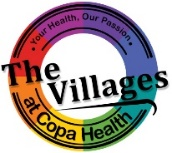 • Your Health, Our Passion •
The Villages
at Copa Health